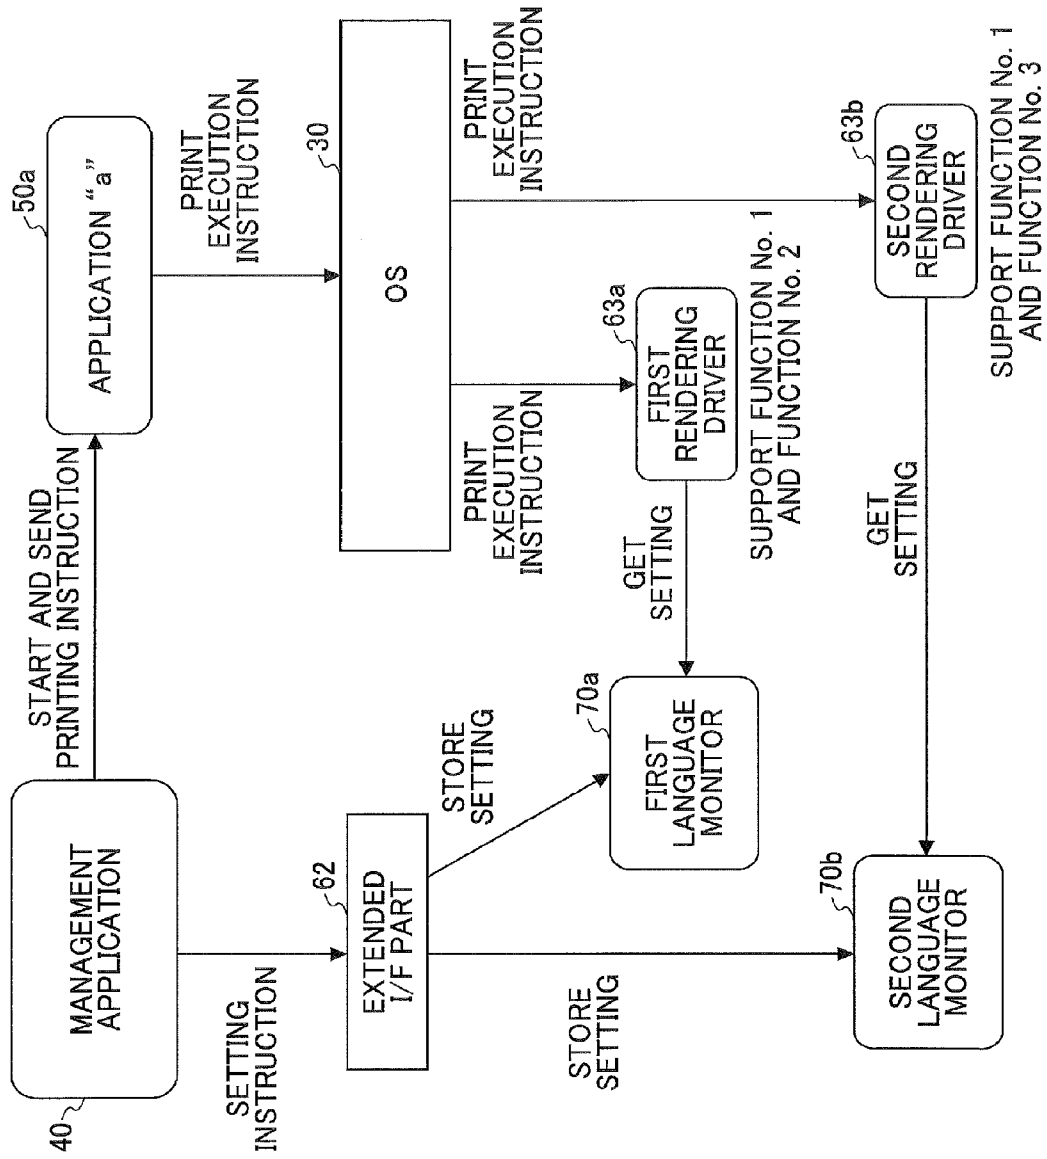 40
MANAGEMENT
APPLICATION
START AND SEND
PRINTING INSTRUCTION
50a
APPLICATION “a”
SETTING
INSTRUCTION
PRINT
EXECUTION
INSTRUCTION
62
EXTENDED
I/F PART
30
OS
STORE
SETTING
STORE
SETTING
PRINT
EXECUTION
INSTRUCTION
PRINT
EXECUTION
INSTRUCTION
70a
FIRST
LANGUAGE
MONITOR
GET
SETTING
63a
FIRST
RENDERING
DRIVER
SUPPORT FUNCTION No. 1
AND FUNCTION No. 2
70b
SECOND
LANGUAGE
MONITOR
GET
SETTING
63b
SECOND
RENDERING
DRIVER
SUPPORT FUNCTION No. 1
AND FUNCTION No. 3